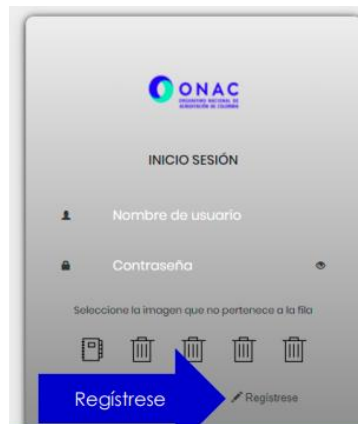 ONAC
ORGANISMO NACIONAL DE
ACREDITACIÓN DE COLOMBIA
INICIO SESIÓN
Nombre de usuario
Contraseña
Seleccione la imagen que no pertenece a la fila
Regístrese
Regístrese